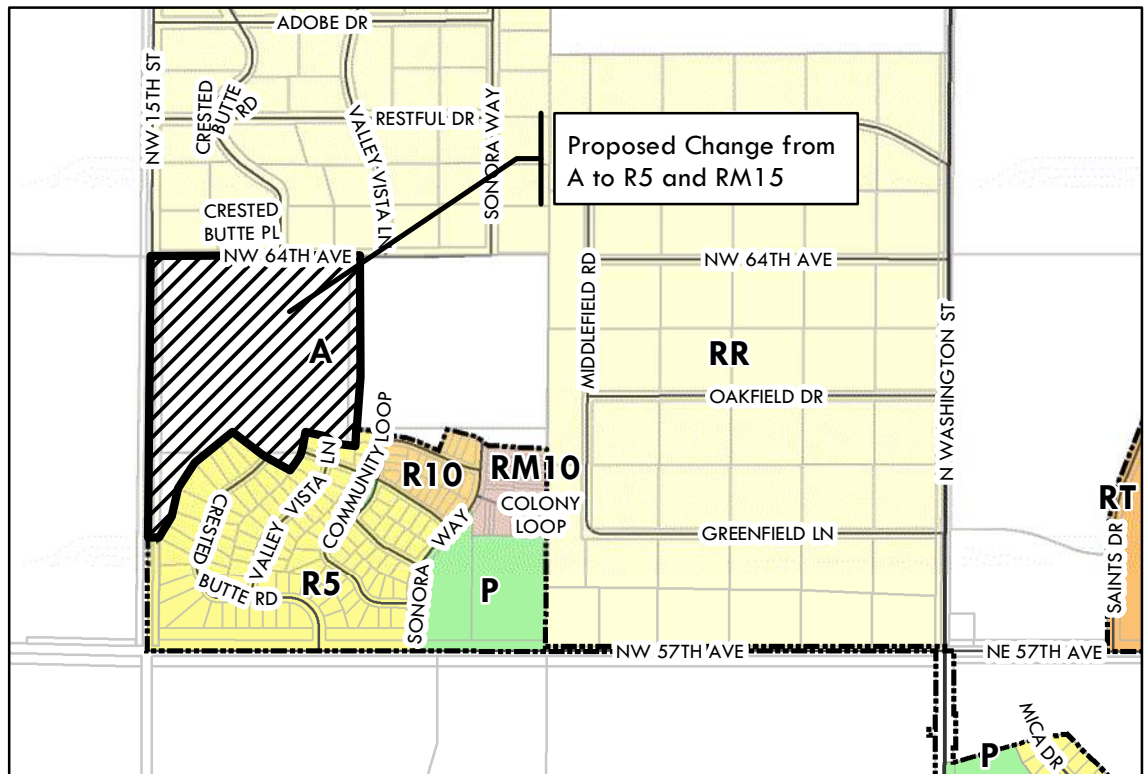 ADOBE DR
NW 15TH ST
CRESTED
BUTTE RD
RESTFUL DR
VALLEY VISTA LN
SONORA WAY
Proposed Change from
A to R5 and RM15
CRESTED
BUTTE PL
NW 64TH AVE
NW 64TH AVE
MIDDLEFIELD RD
N WASHINGTON ST
A
RR
OAKFIELD DR
COMMUNITY LOOP
VALLEY VISTA LN
R10
RM10
COLONY
LOOP
RT
SAINTS DR
CRESTED
BUTTE RD
R5
SONORA
WAY
P
GREENFIELD LN
NW 57TH AVE
NE 57TH AVE
P
MICA DR